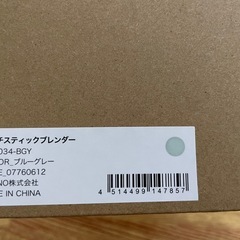 チスティックブレンダー
034-BGY
OR_ブルーグレー
E_07760612
NO株式会社
DE IN CHINA
4 514499 147857